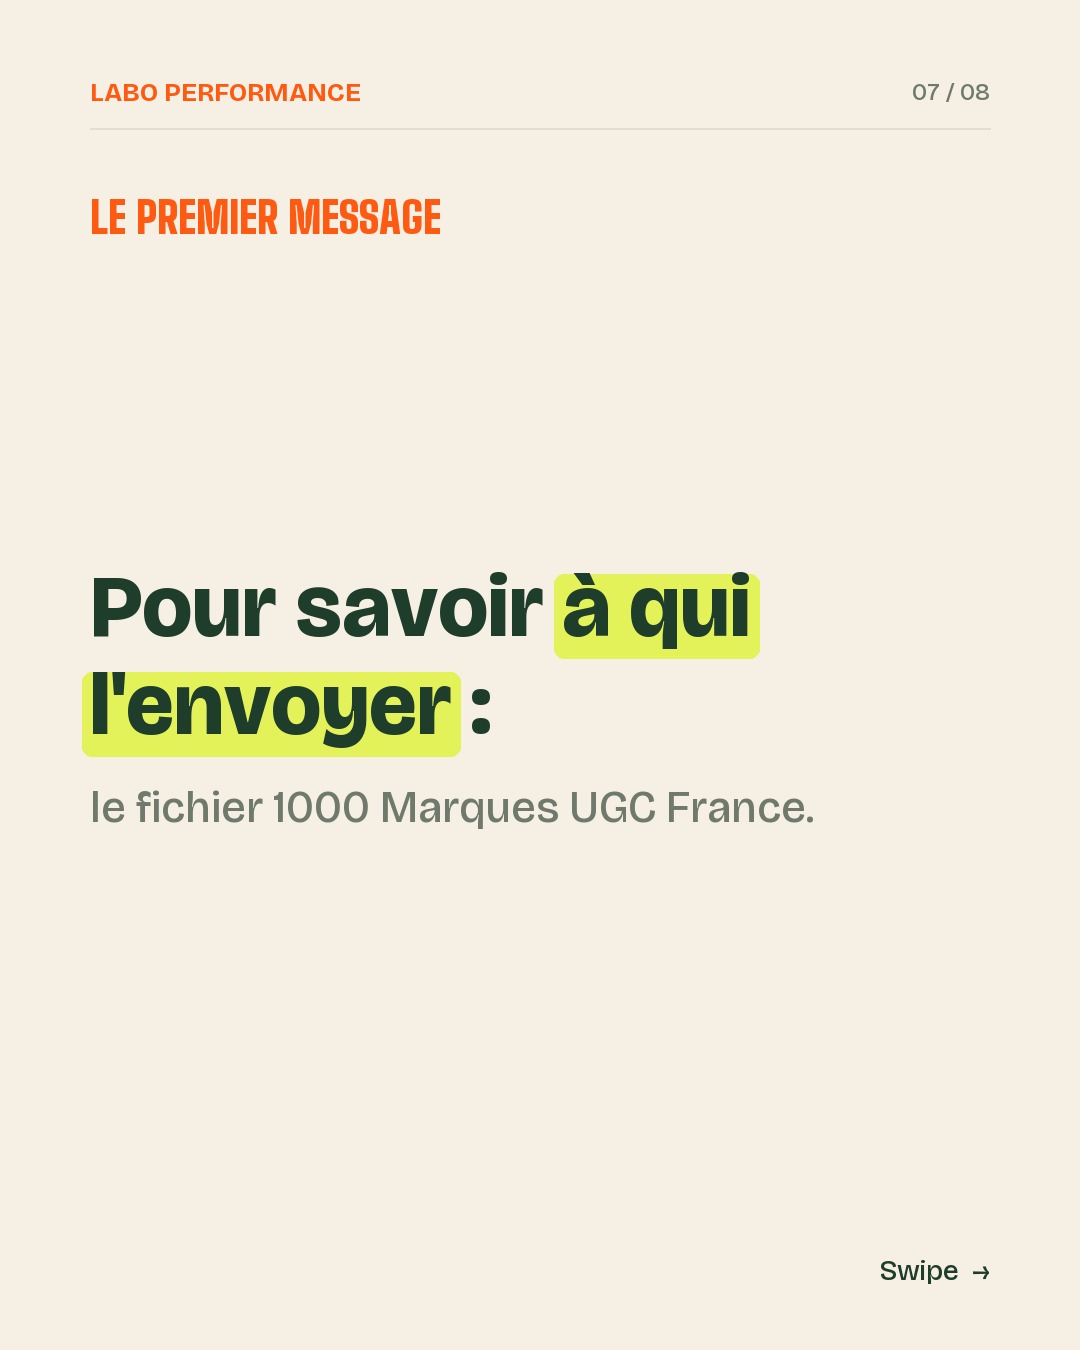 LABO PERFORMANCE
07 / 08
LE PREMIER MESSAGE
Pour savoir à qui
l'envoyer :
le fichier 1000 Marques UGC France.
Swipe →